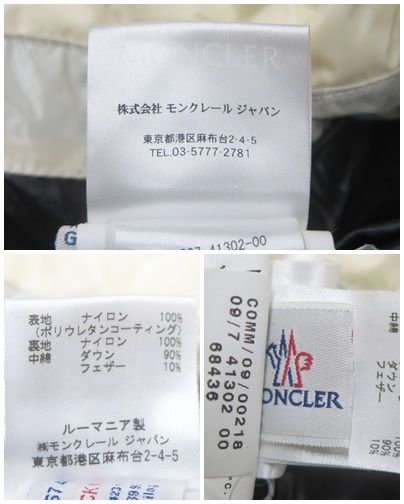 MONCLER
株式会社 モンクレール ジャパン
東京都港区麻布台2-4-5
TEL.03-5777-2781
41302-00
表地 ナイロン 100%
(ポリウレタンコーティング)
裏地 ナイロン 100%
中綿 ダウン 90%
フェザー 10%
ルーマニア製
㈱モンクレール ジャパン
東京都港区麻布台2-4-5
COMM/09/00218
09/7 41302 00
68436
MONCLER
中綿
ダウン
フェザー
100%
90%
10%